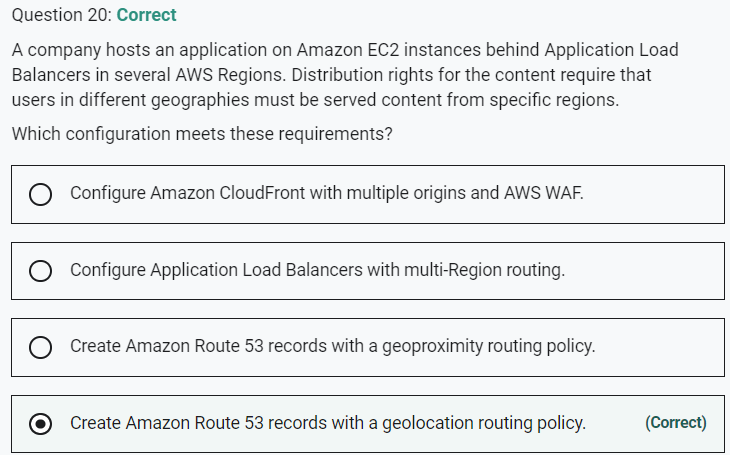 Question 20: Correct
A company hosts an application on Amazon EC2 instances behind Application Load
Balancers in several AWS Regions. Distribution rights for the content require that
users in different geographies must be served content from specific regions.
Which configuration meets these requirements?
Configure Amazon CloudFront with multiple origins and AWS WAF.
Configure Application Load Balancers with multi-Region routing.
Create Amazon Route 53 records with a geoproximity routing policy.
Create Amazon Route 53 records with a geolocation routing policy. (Correct)